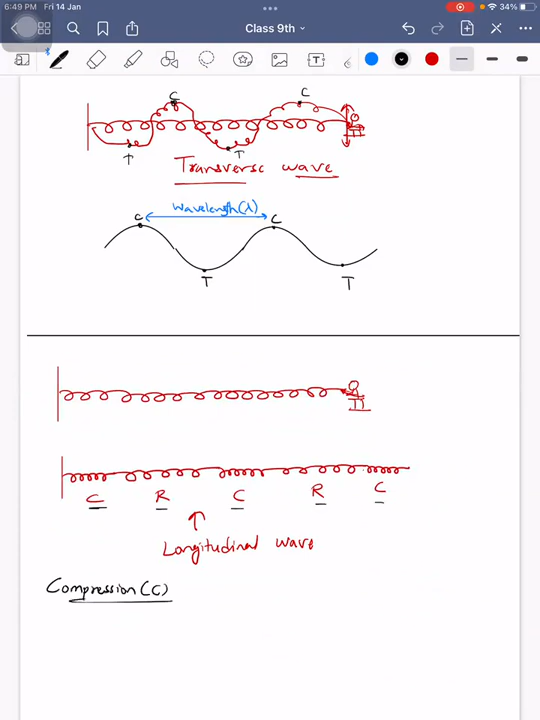 6:49 PM Fri 14 Jan
34%
Class 9th
C
C
T
T
Transverse wave
Wavelength(λ)
C
C
T
T
C R C R C
Longitudinal wave
Compression(C)